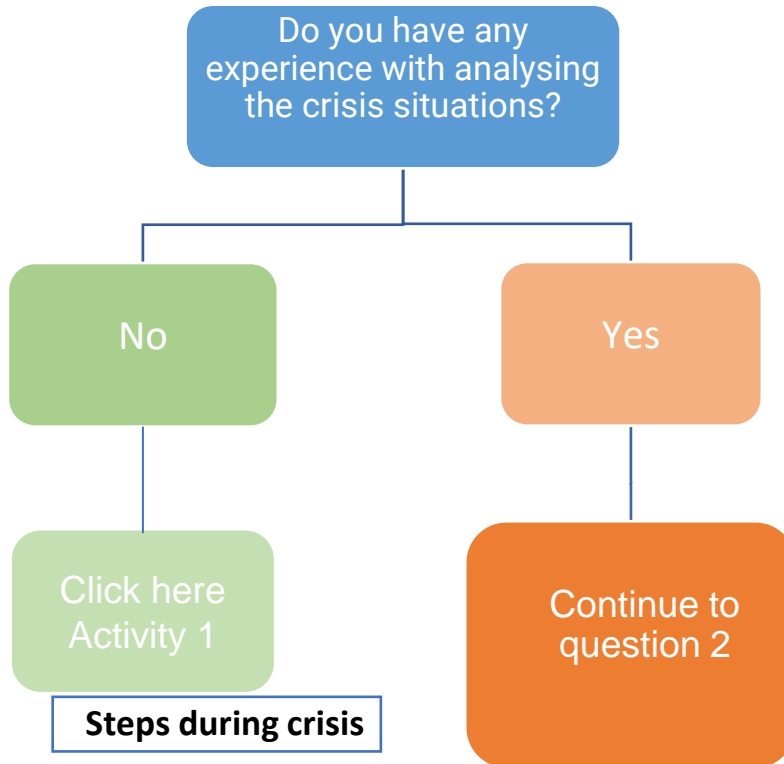 Do you have any
experience with analysing
the crisis situations?
No
Yes
Click here
Activity 1
Continue to
question 2
Steps during crisis